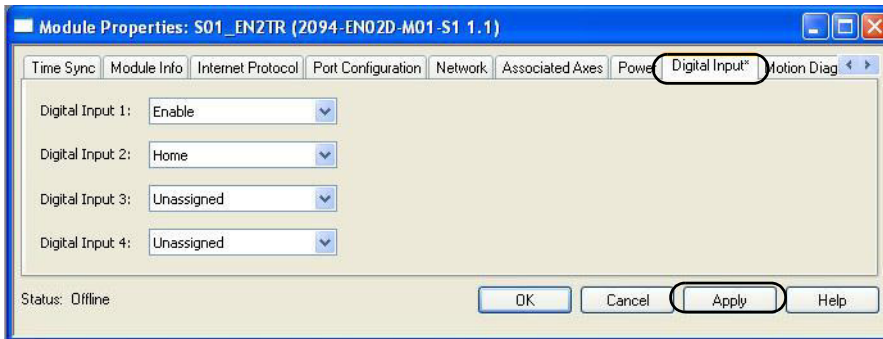 Module Properties: S01_EN2TR (2094-EN02D-M01-S1 1.1)
Time Sync Module Info Internet Protocol Port Configuration Network Associated Axes Power Digital Input* Motion Diag
Digital Input 1: Enable
Digital Input 2: Home
Digital Input 3: Unassigned
Digital Input 4: Unassigned
Status: Offline OK Cancel Apply Help